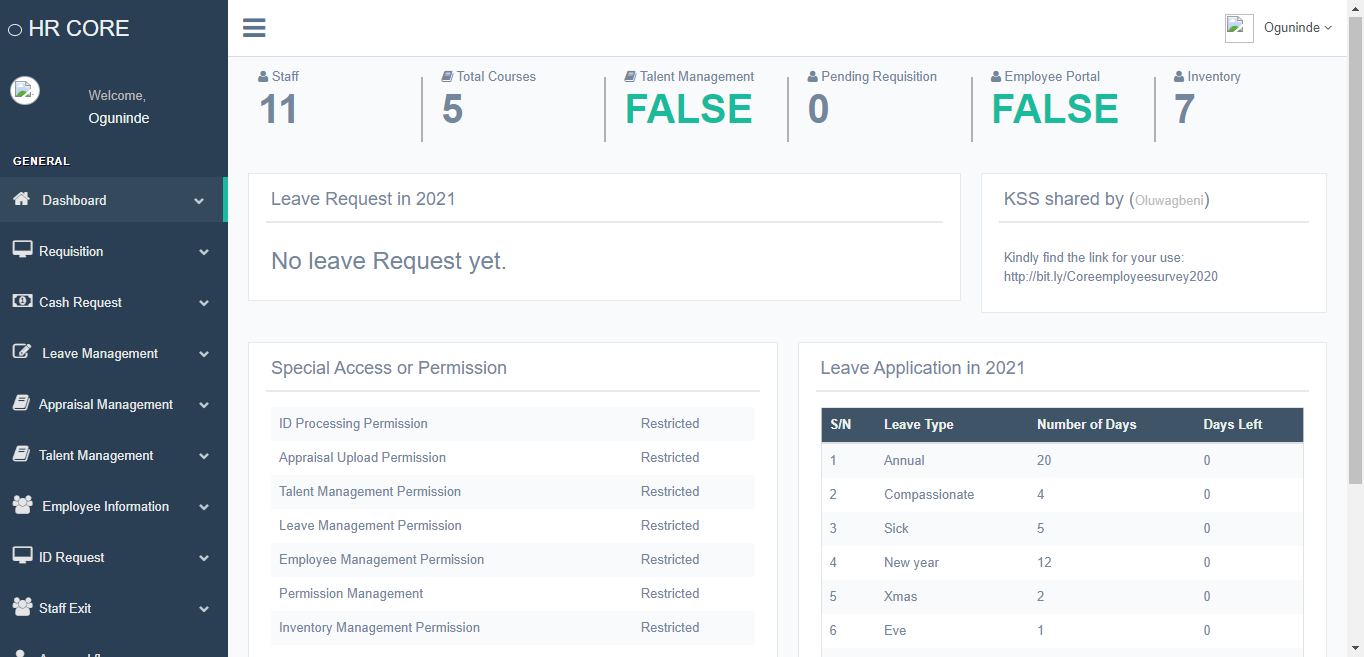 HR CORE
Oguninde
Welcome,
Oguninde
GENERAL
Dashboard
Requisition
Cash Request
Leave Management
Appraisal Management
Talent Management
Employee Information
ID Request
Staff Exit
Staff
11
Total Courses
5
Talent Management
FALSE
Pending Requisition
0
Employee Portal
FALSE
Inventory
7
Leave Request in 2021
No leave Request yet.
KSS shared by (Oluwagbeni)
Kindly find the link for your use:
http://bit.ly/Coreemployeesurvey2020
Special Access or Permission
ID Processing Permission Restricted
Appraisal Upload Permission Restricted
Talent Management Permission Restricted
Leave Management Permission Restricted
Employee Management Permission Restricted
Permission Management Restricted
Inventory Management Permission Restricted
Leave Application in 2021
S/N Leave Type Number of Days Days Left
1 Annual 20 0
2 Compassionate 4 0
3 Sick 5 0
4 New year 12 0
5 Xmas 2 0
6 Eve 1 0